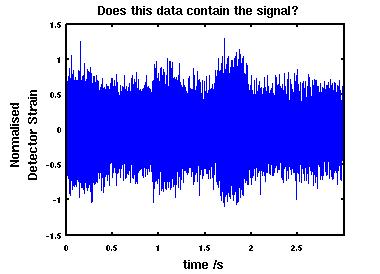 Does this data contain the signal?
Normalised
Detector Strain
1.5
1
0.5
0
-0.5
-1
-1.5
0 0.5 1 1.5 2 2.5
time /s